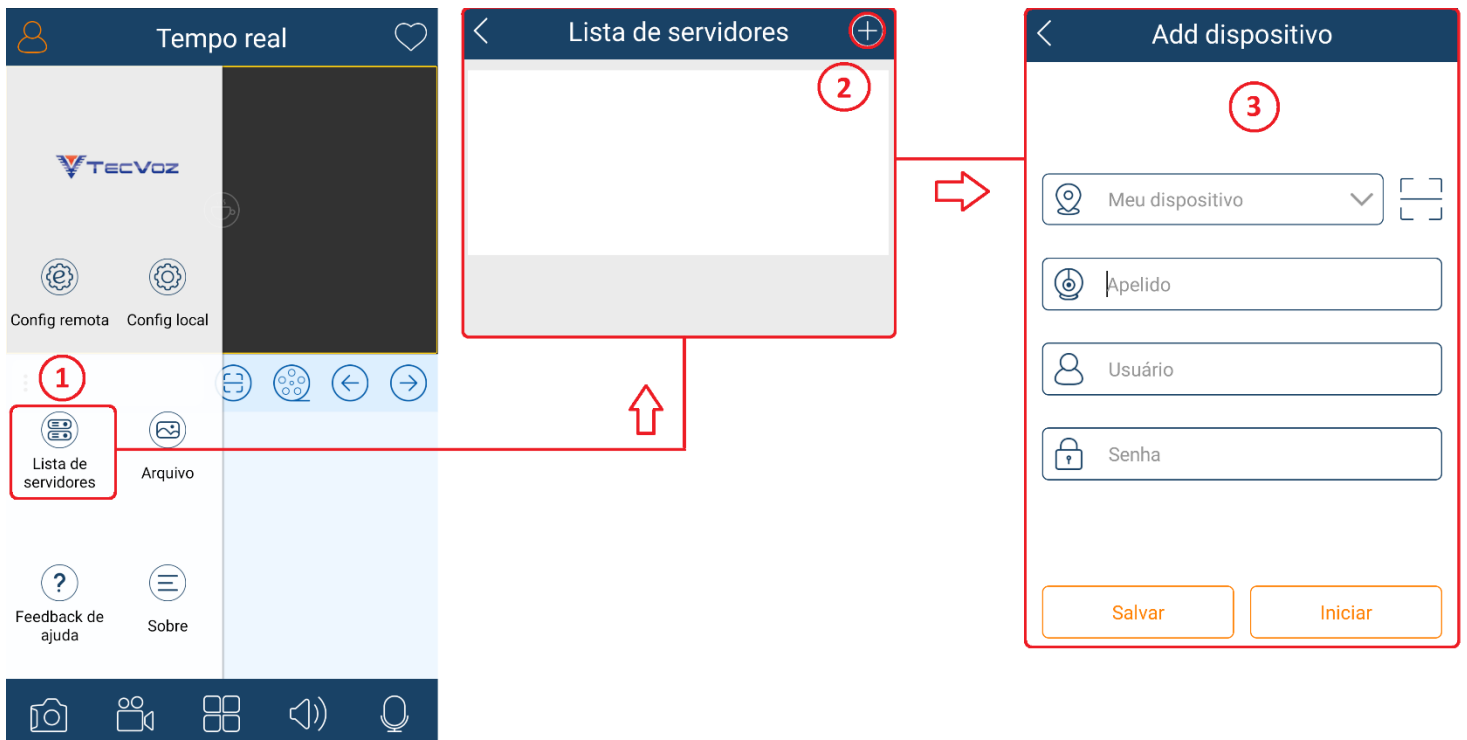 Tempo real
TecVoz
Config remota
Config local
1
Lista de
servidores
Arquivo
?
Feedback de
ajuda
Sobre
Lista de servidores
2
Add dispositivo
3
Meu dispositivo
Apelido
Usuário
Senha
Salvar
Iniciar